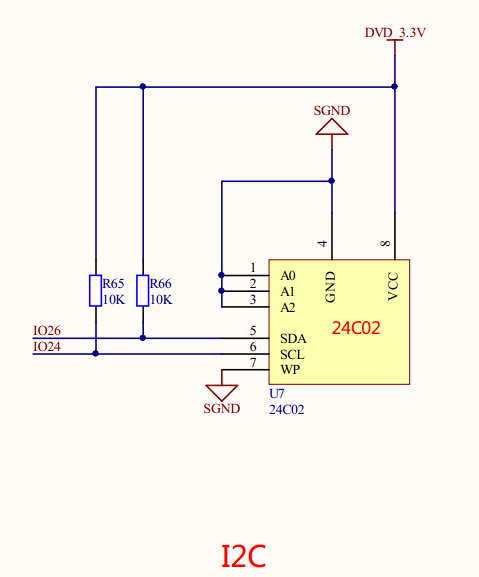 DVD_3.3V
SGND
4
8
GND
VCC
1 A0
2 A1
3 A2
R65
10K
R66
10K
24C02
IO26
5 SDA
IO24
6 SCL
7 WP
SGND
U7
24C02
I2C